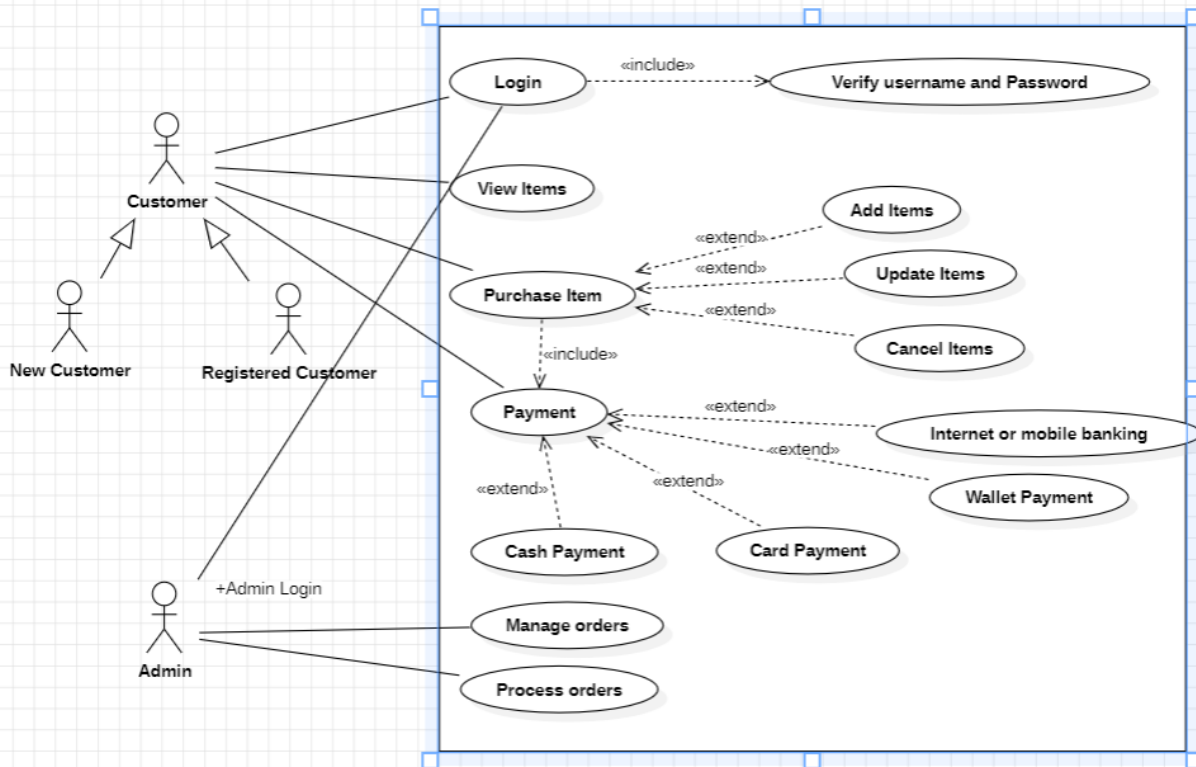 «include»
Login
Verify username and Password
View Items
Customer
Add Items
«extend»
«extend»
Update Items
Purchase Item
«extend»
Cancel Items
«include»
New Customer
Registered Customer
Payment
«extend»
Internet or mobile banking
«extend»
«extend»
Wallet Payment
«extend»
Cash Payment
Card Payment
+Admin Login
Manage orders
Admin
Process orders